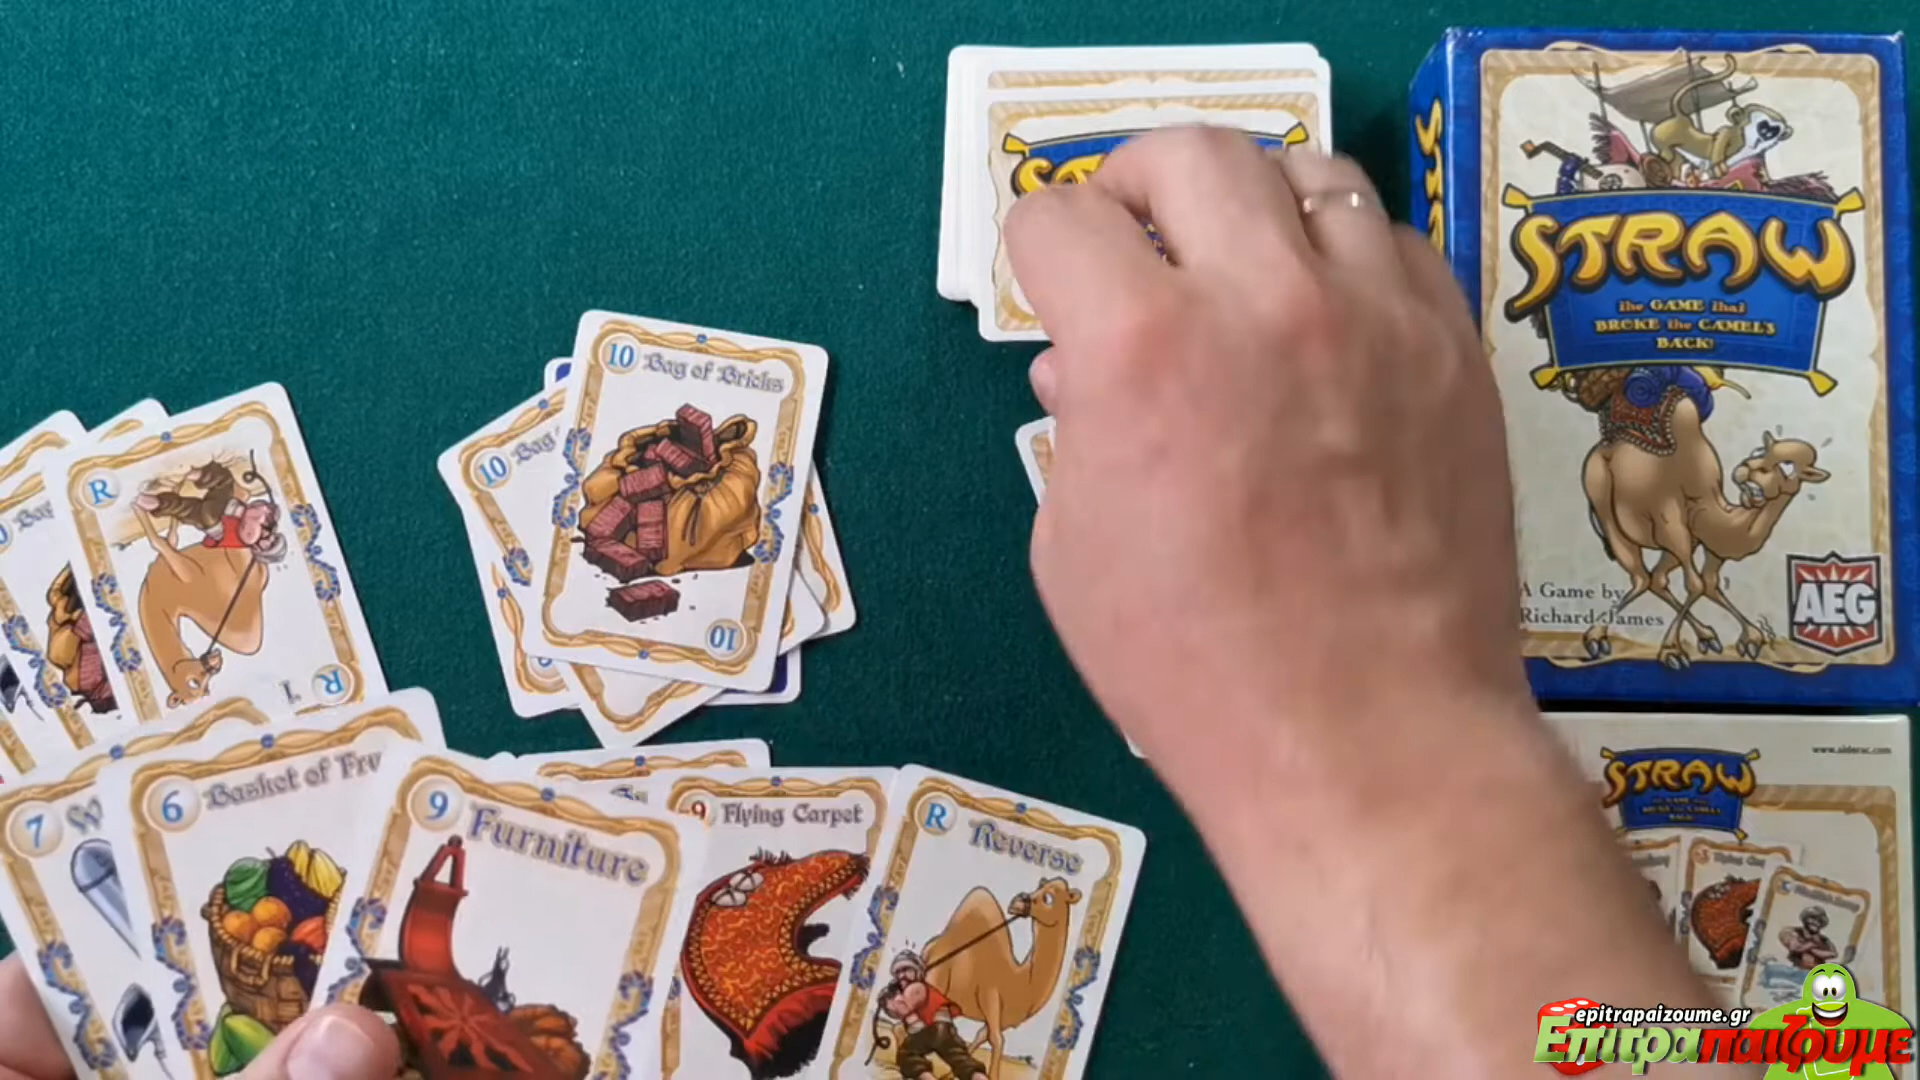 STRAW
the GAME that
BROKE the CAMEL'S
BACK!
A Game by
Richard James
AEG
10 Bag of Bricks
10
10 Bag
R
R
7
6 Basket of Fru
9 Furniture
-9 Flying Carpet
R Reverse
www.alderac.com
STRAW
epitrapaizoume.gr
Επιτραπαιζουμε